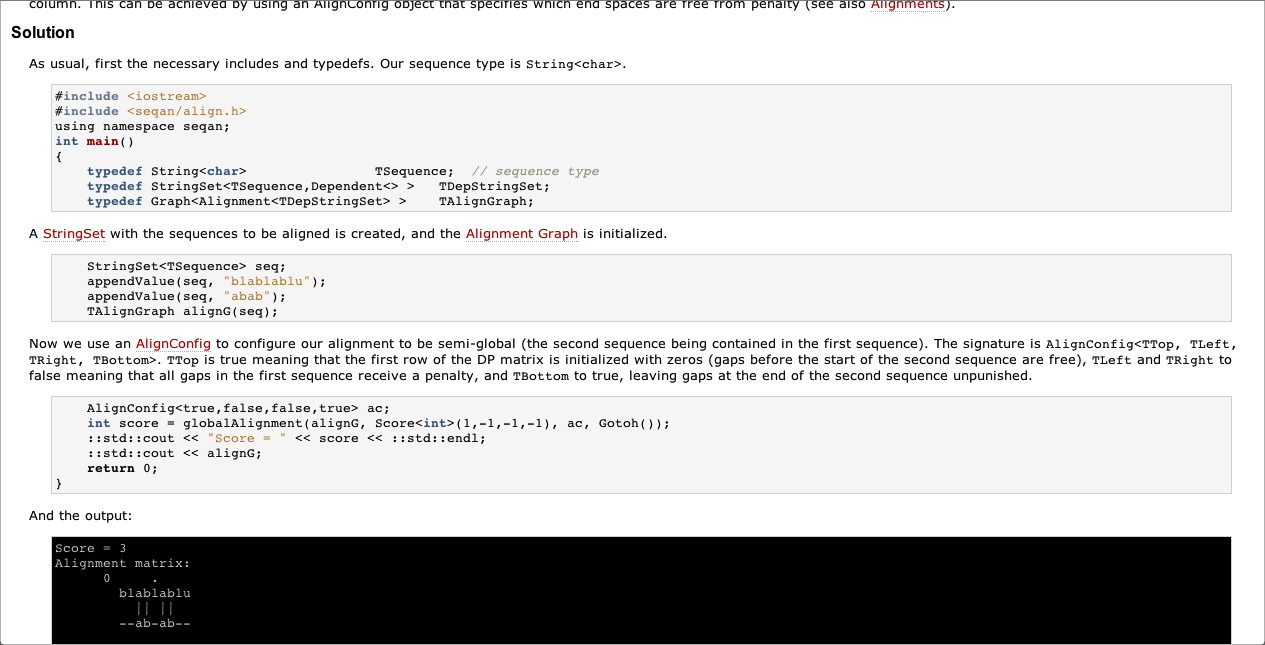 column. This can be achieved by using an AlignConfig object that specifies which end spaces are free from penalty (see also Alignments).
Solution
As usual, first the necessary includes and typedefs. Our sequence type is String<char>.
#include <iostream>
#include <seqan/align.h>
using namespace seqan;
int main()
{
    typedef String<char>                TSequence;  // sequence type
    typedef StringSet<TSequence,Dependent<> >   TDepStringSet;
    typedef Graph<Alignment<TDepStringSet> >    TAlignGraph;
A StringSet with the sequences to be aligned is created, and the Alignment Graph is initialized.
    StringSet<TSequence> seq;
    appendValue(seq, "blablablu");
    appendValue(seq, "abab");
    TAlignGraph alignG(seq);
Now we use an AlignConfig to configure our alignment to be semi-global (the second sequence being contained in the first sequence). The signature is AlignConfig<TTop, TLeft,
TRight, TBottom>. TTop is true meaning that the first row of the DP matrix is initialized with zeros (gaps before the start of the second sequence are free), TLeft and TRight to
false meaning that all gaps in the first sequence receive a penalty, and TBottom to true, leaving gaps at the end of the second sequence unpunished.
    AlignConfig<true,false,false,true> ac;
    int score = globalAlignment(alignG, Score<int>(1,-1,-1,-1), ac, Gotoh());
    ::std::cout << "Score = " << score << ::std::endl;
    ::std::cout << alignG;
    return 0;
}
And the output:
Score = 3
Alignment matrix:
      0     .
        blablablu
          || ||
        --ab-ab--